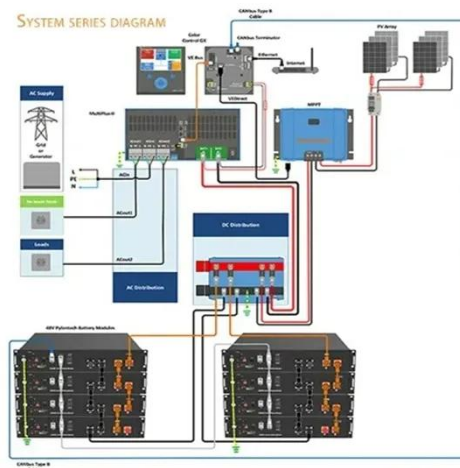 SYSTEM SERIES DIAGRAM
CANbus Type B
Cable
Color
Control GX
CANbus Terminator
PV Array
VE Bus
Ethernet
Internet
AC Supply
VE Direct
MPPT
MultiPlus-II
Grid
or
Generator
L
PE
N
ACin
ACout1
Loads
DC Distribution
ACout2
AC Distribution
48V Pylontech Battery Modules
CANbus Type B